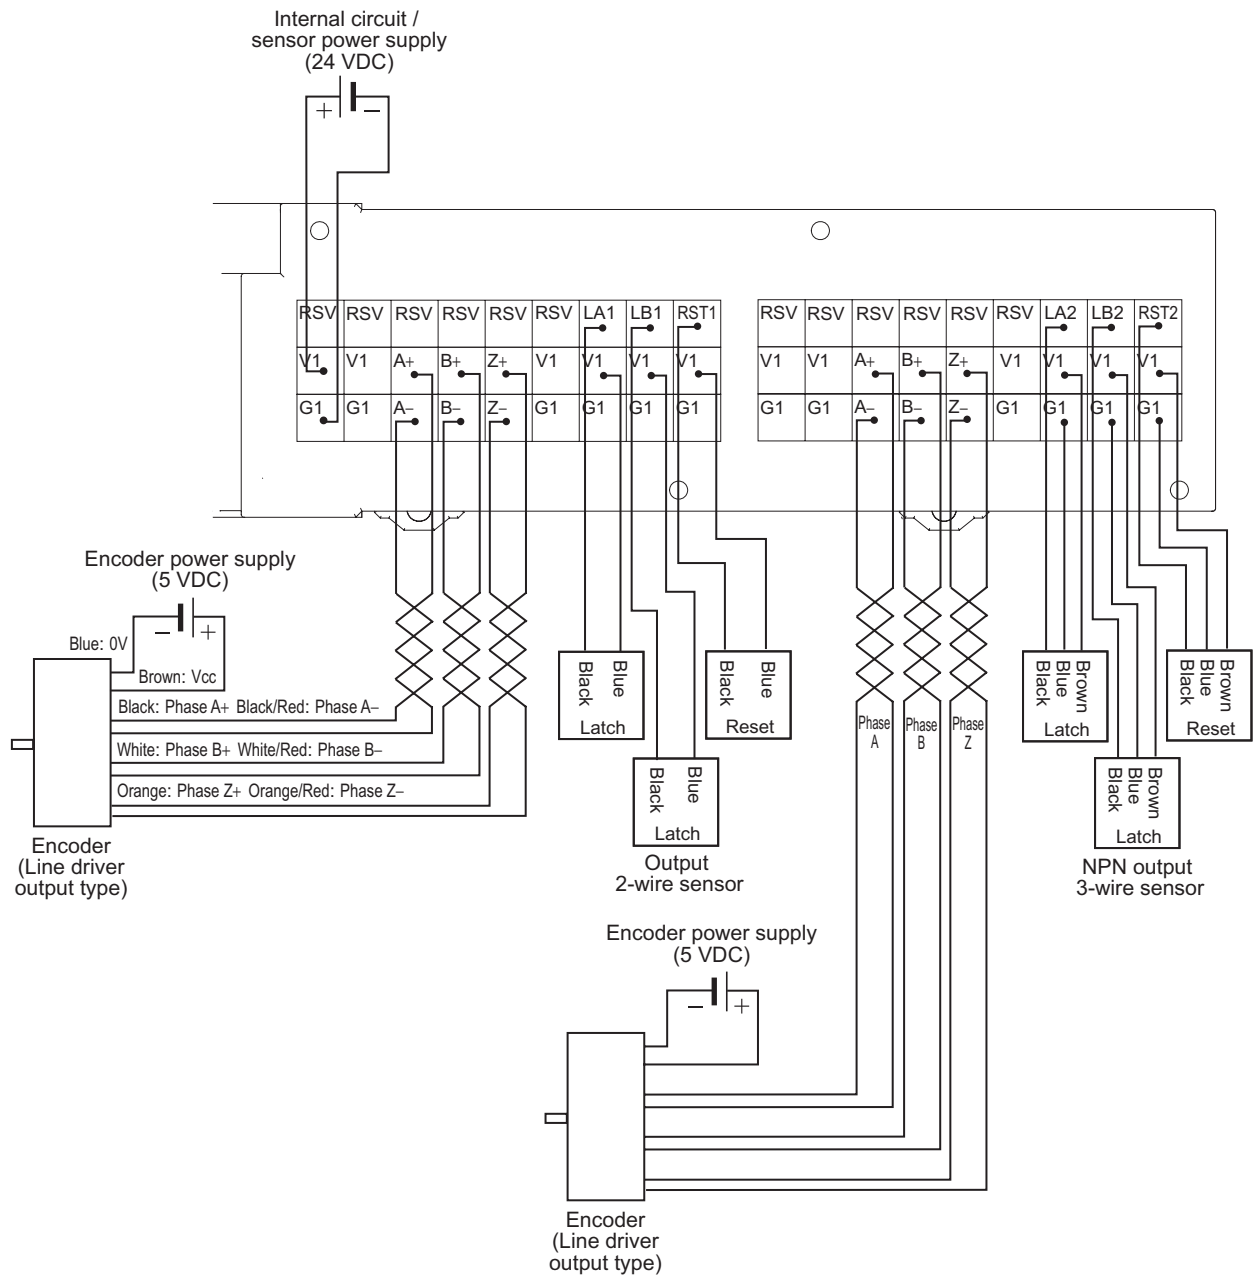 Internal circuit /
sensor power supply
(24 VDC)
+ −
RSV RSV RSV RSV RSV RSV LA1 LB1 RST1
V1 V1 A+ B+ Z+ V1 V1 V1 V1
G1 G1 A− B− Z− G1 G1 G1 G1
RSV RSV RSV RSV RSV RSV LA2 LB2 RST2
V1 V1 A+ B+ Z+ V1 V1 V1 V1
G1 G1 A− B− Z− G1 G1 G1 G1
Encoder power supply
(5 VDC)
− +
Blue: 0V
Brown: Vcc
Black: Phase A+ Black/Red: Phase A−
White: Phase B+ White/Red: Phase B−
Orange: Phase Z+ Orange/Red: Phase Z−
Encoder
(Line driver
output type)
Black
Blue
Latch
Black
Blue
Reset
Black
Blue
Latch
Output
2-wire sensor
Phase
A
Phase
B
Phase
Z
Black
Blue
Brown
Latch
Black
Blue
Brown
Reset
Black
Blue
Brown
Latch
NPN output
3-wire sensor
Encoder power supply
(5 VDC)
− +
Encoder
(Line driver
output type)